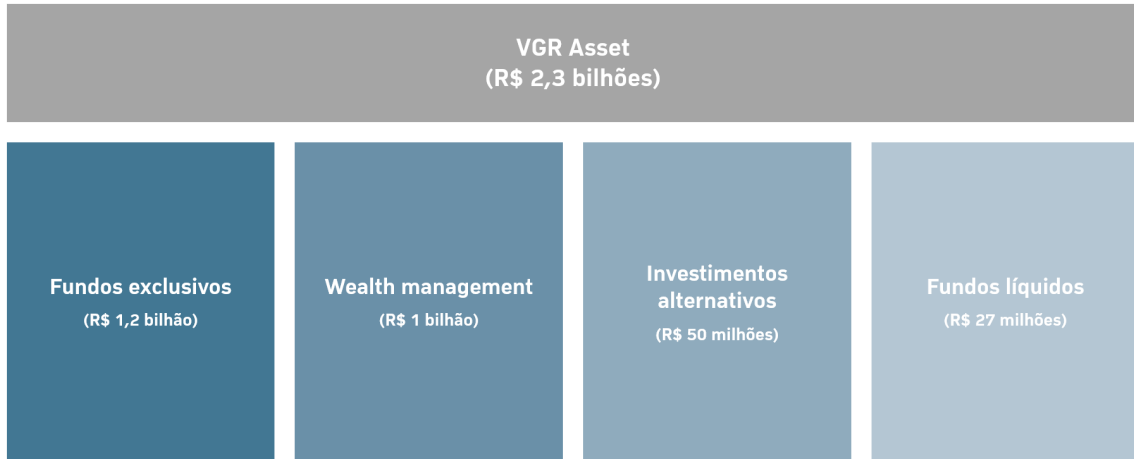 VGR Asset
(R$ 2,3 bilhões)
Fundos exclusivos
(R$ 1,2 bilhão)
Wealth management
(R$ 1 bilhão)
Investimentos
alternativos
(R$ 50 milhões)
Fundos líquidos
(R$ 27 milhões)